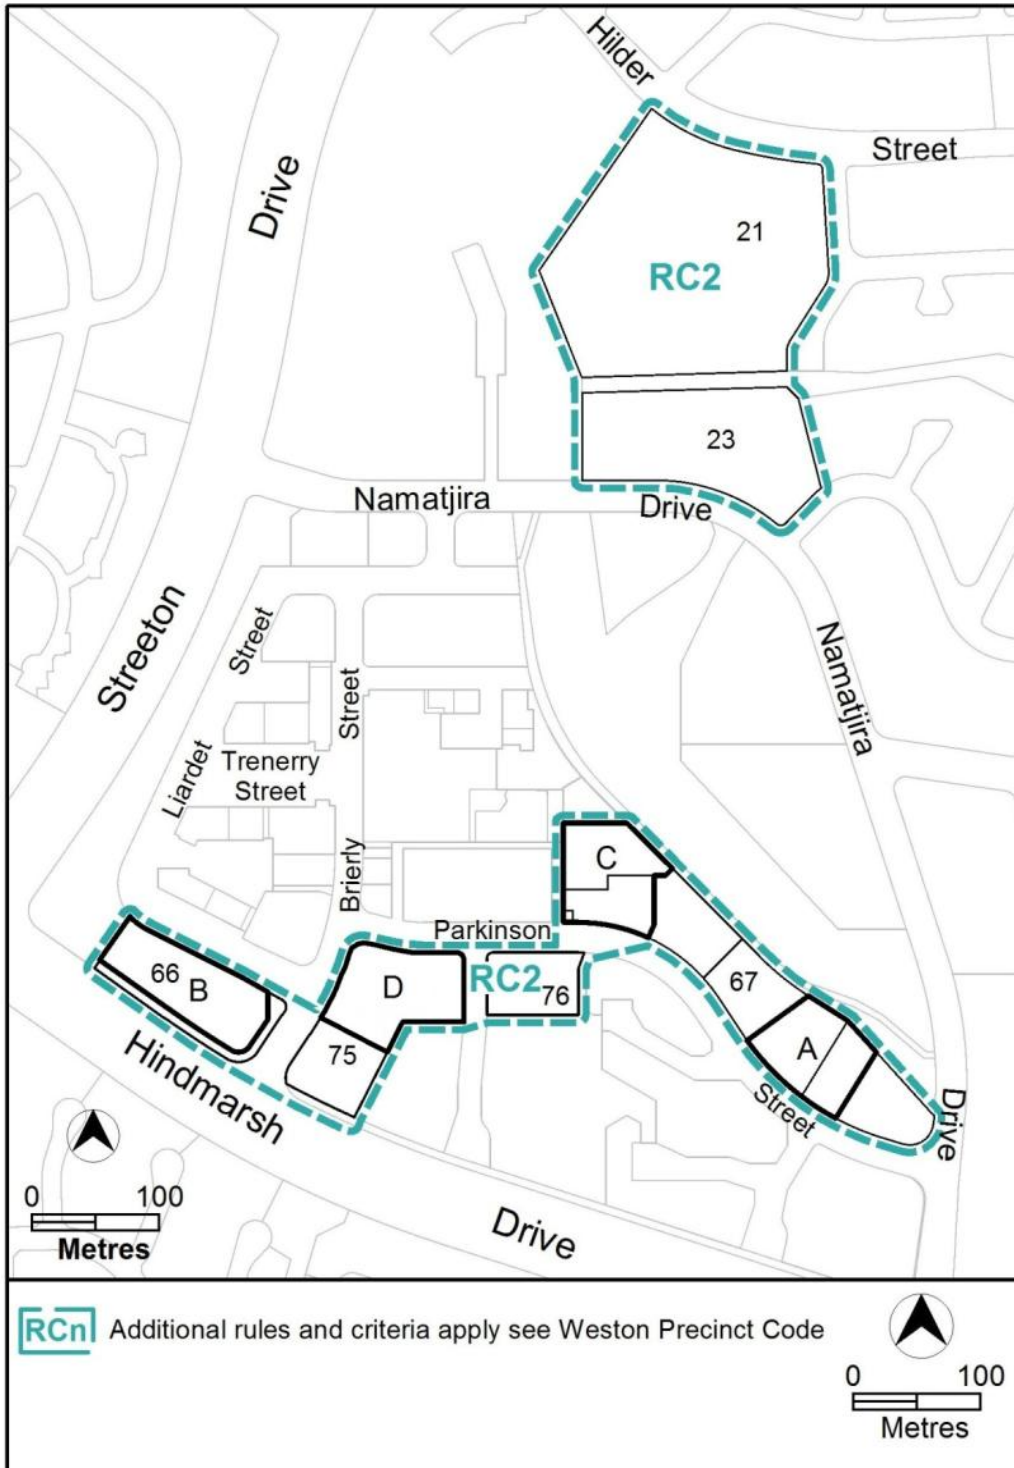 Hilder
Street
Drive
21
RC2
23
Namatjira
Drive
Streeton
Street
Namatjira
Street
Liardet
Trenerry
Street
Brierly
C
Parkinson
66
B
D
RC2
76
67
75
A
Hindmarsh
Street
Drive
0 100
Metres
Drive
RCn Additional rules and criteria apply see Weston Precinct Code
0 100
Metres